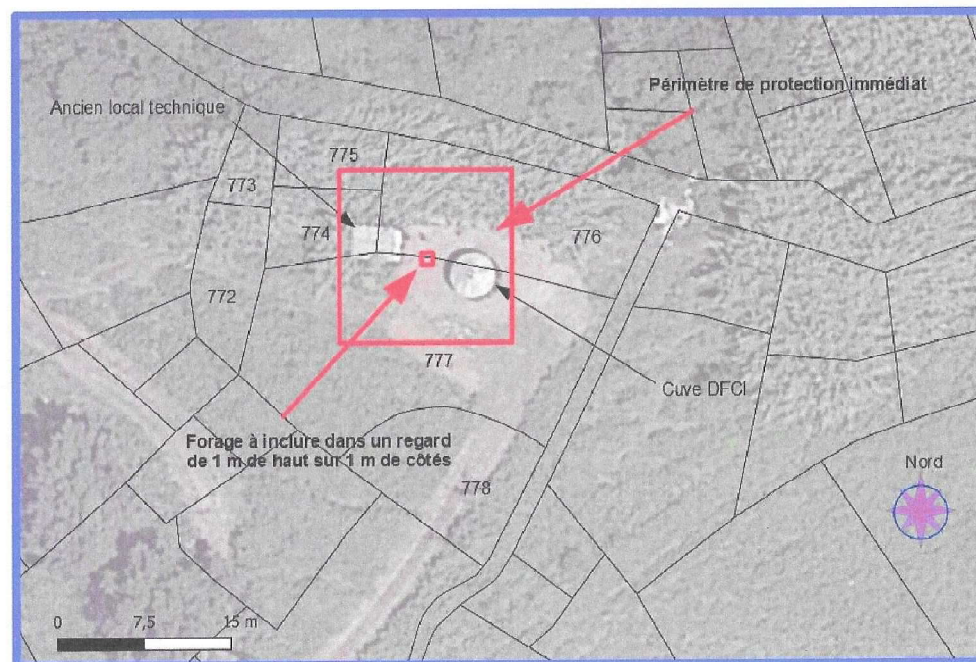 Périmètre de protection immédiat
Ancien local technique
775
773
774
776
772
777
Cuve DFCI
Forage à inclure dans un regard
de 1 m de haut sur 1 m de côtés
Nord
778
0 7,5 15 m